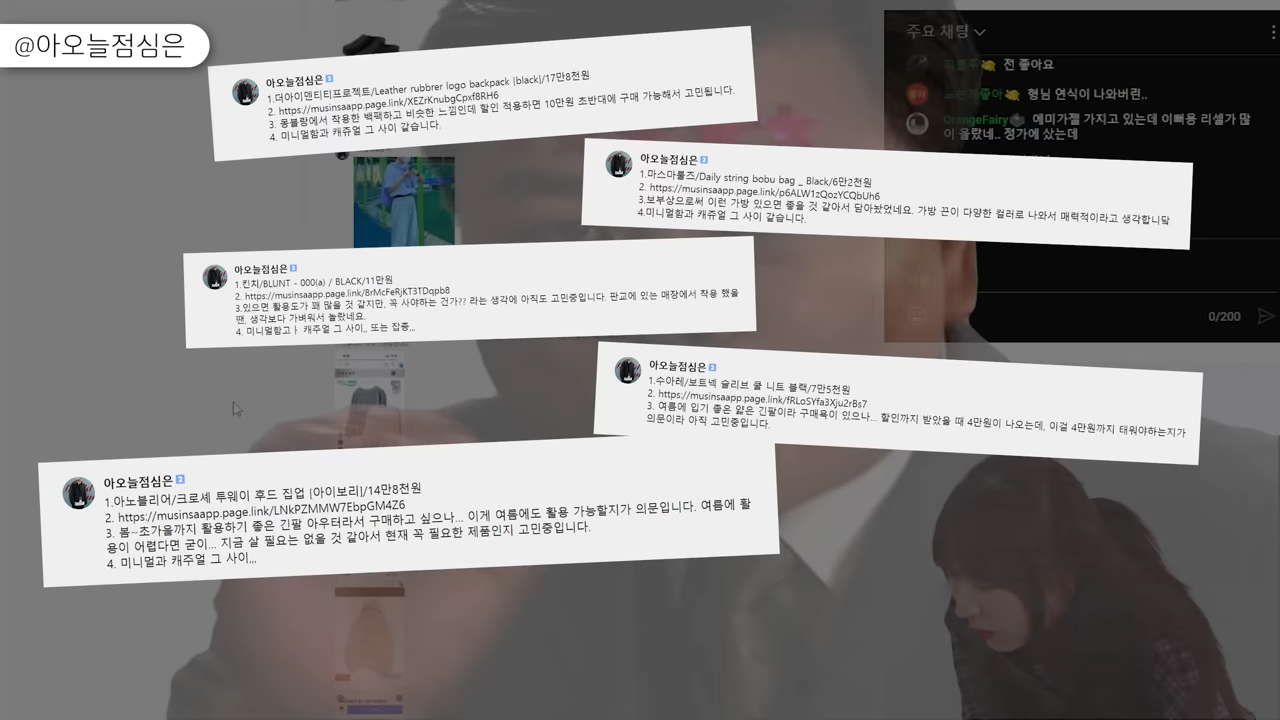 @아오늘점심은
아오늘점심은 2
1.더아이덴티티프로젝트/Leather rubbrer logo backpack [black]/17만8천원
2. https://musinsaapp.page.link/XEZrKnubgCpxf8RH6
3. 몽블랑에서 착용한 백팩하고 비슷한 느낌인데 할인 적용하면 10만원 초반대에 구매 가능해서 고민됩니다.
4. 미니멀함과 캐쥬얼 그 사이 같습니다.
주요 채팅
전 좋아요
형님 연식이 나와버린..
OrangeFairy 에미가젤 가지고 있는데 이뻐용 리셀가 많
이 올랐네.. 정가에 샀는데
0/200
아오늘점심은 2
1.마스마룰즈/Daily string bobu bag _ Black/6만2천원
2. https://musinsaapp.page.link/p6ALW1zQozYCQbUh6
3.보부상으로써 이런 가방 있으면 좋을 것 같아서 담아놨었네요. 가방 끈이 다양한 컬러로 나와서 매력적이라고 생각합니닼
4.미니멀함과 캐쥬얼 그 사이 같습니다.
아오늘점심은 2
1.킨치/BLUNT - 000(a) / BLACK/11만원
2. https://musinsaapp.page.link/8rMcFeRjKT3TDqpb8
3.있으면 활용도가 꽤 많을 것 같지만, 꼭 사야하는 건가?? 라는 생각에 아직도 고민중입니다. 판교에 있는 매장에서 착용 했을
땐, 생각보다 가벼워서 놀랐네요.
4. 미니멀함고ㅏ 캐주얼 그 사이,, 또는 잡종,,,
아오늘점심은 2
1.수아레/보트넥 슬리브 쿨 니트 블랙/7만5천원
2. https://musinsaapp.page.link/fRLoSYfa3Xju2rBs7
3. 여름에 입기 좋은 얇은 긴팔이라 구매욕이 있으나... 할인까지 받았을 때 4만원이 나오는데, 이걸 4만원까지 태워야하는지가
의문이라 아직 고민중입니다.
아오늘점심은 2
1.아노블리어/크로세 투웨이 후드 집업 [아이보리]/14만8천원
2. https://musinsaapp.page.link/LNkPZMMW7EbpGM4Z6
3. 봄~초가을까지 활용하기 좋은 긴팔 아우터라서 구매하고 싶으나... 이게 여름에도 활용 가능할지가 의문입니다. 여름에 활
용이 어렵다면 굳이... 지금 살 필요는 없을 것 같아서 현재 꼭 필요한 제품인지 고민중입니다.
4. 미니멀과 캐주얼 그 사이,,,